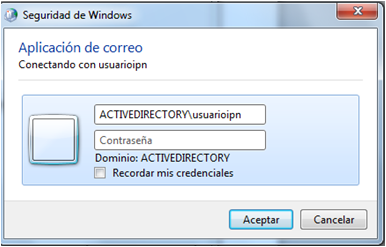 Seguridad de Windows
Aplicación de correo
Conectando con usuarioipn
ACTIVEDIRECTORY\usuarioipn
Contraseña
Dominio: ACTIVEDIRECTORY
Recordar mis credenciales
Aceptar
Cancelar